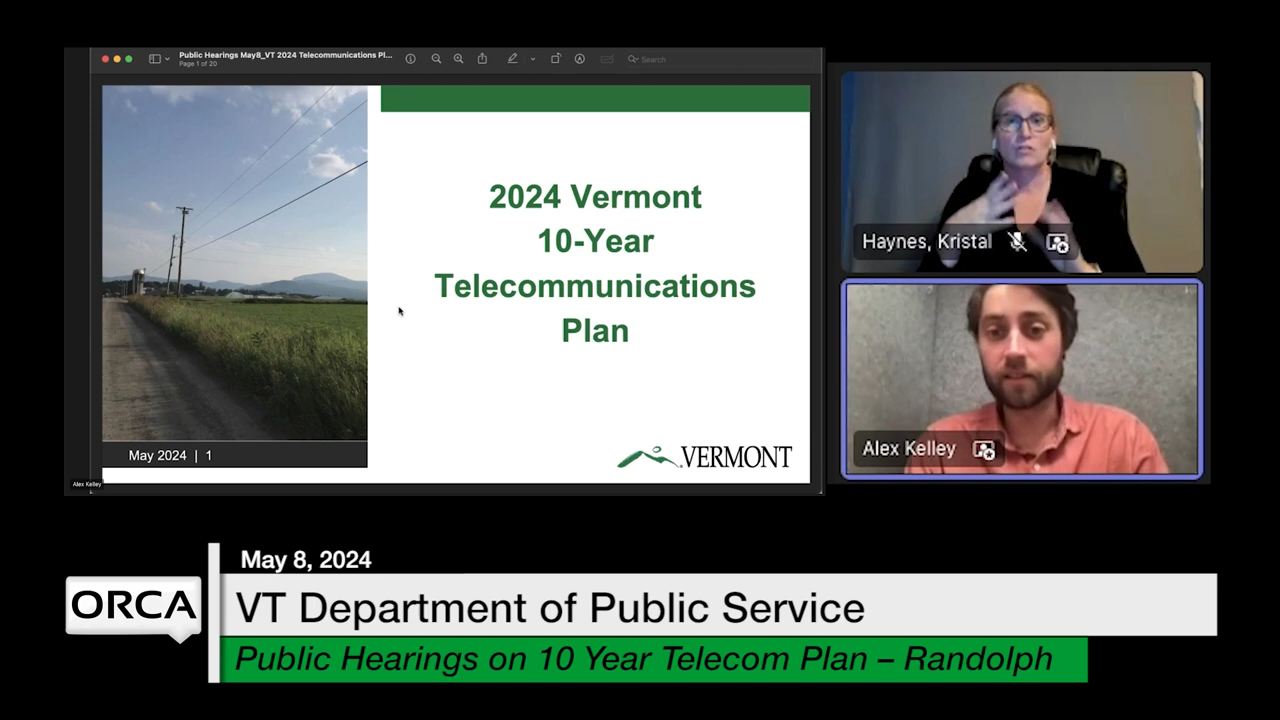 Public Hearings May8_VT 2024 Telecommunications Pl...
Page 1 of 20
Search
2024 Vermont
10-Year
Telecommunications
Plan
May 2024 | 1
VERMONT
Alex Kelley
Haynes, Kristal
Alex Kelley
May 8, 2024
ORCA
VT Department of Public Service
Public Hearings on 10 Year Telecom Plan – Randolph